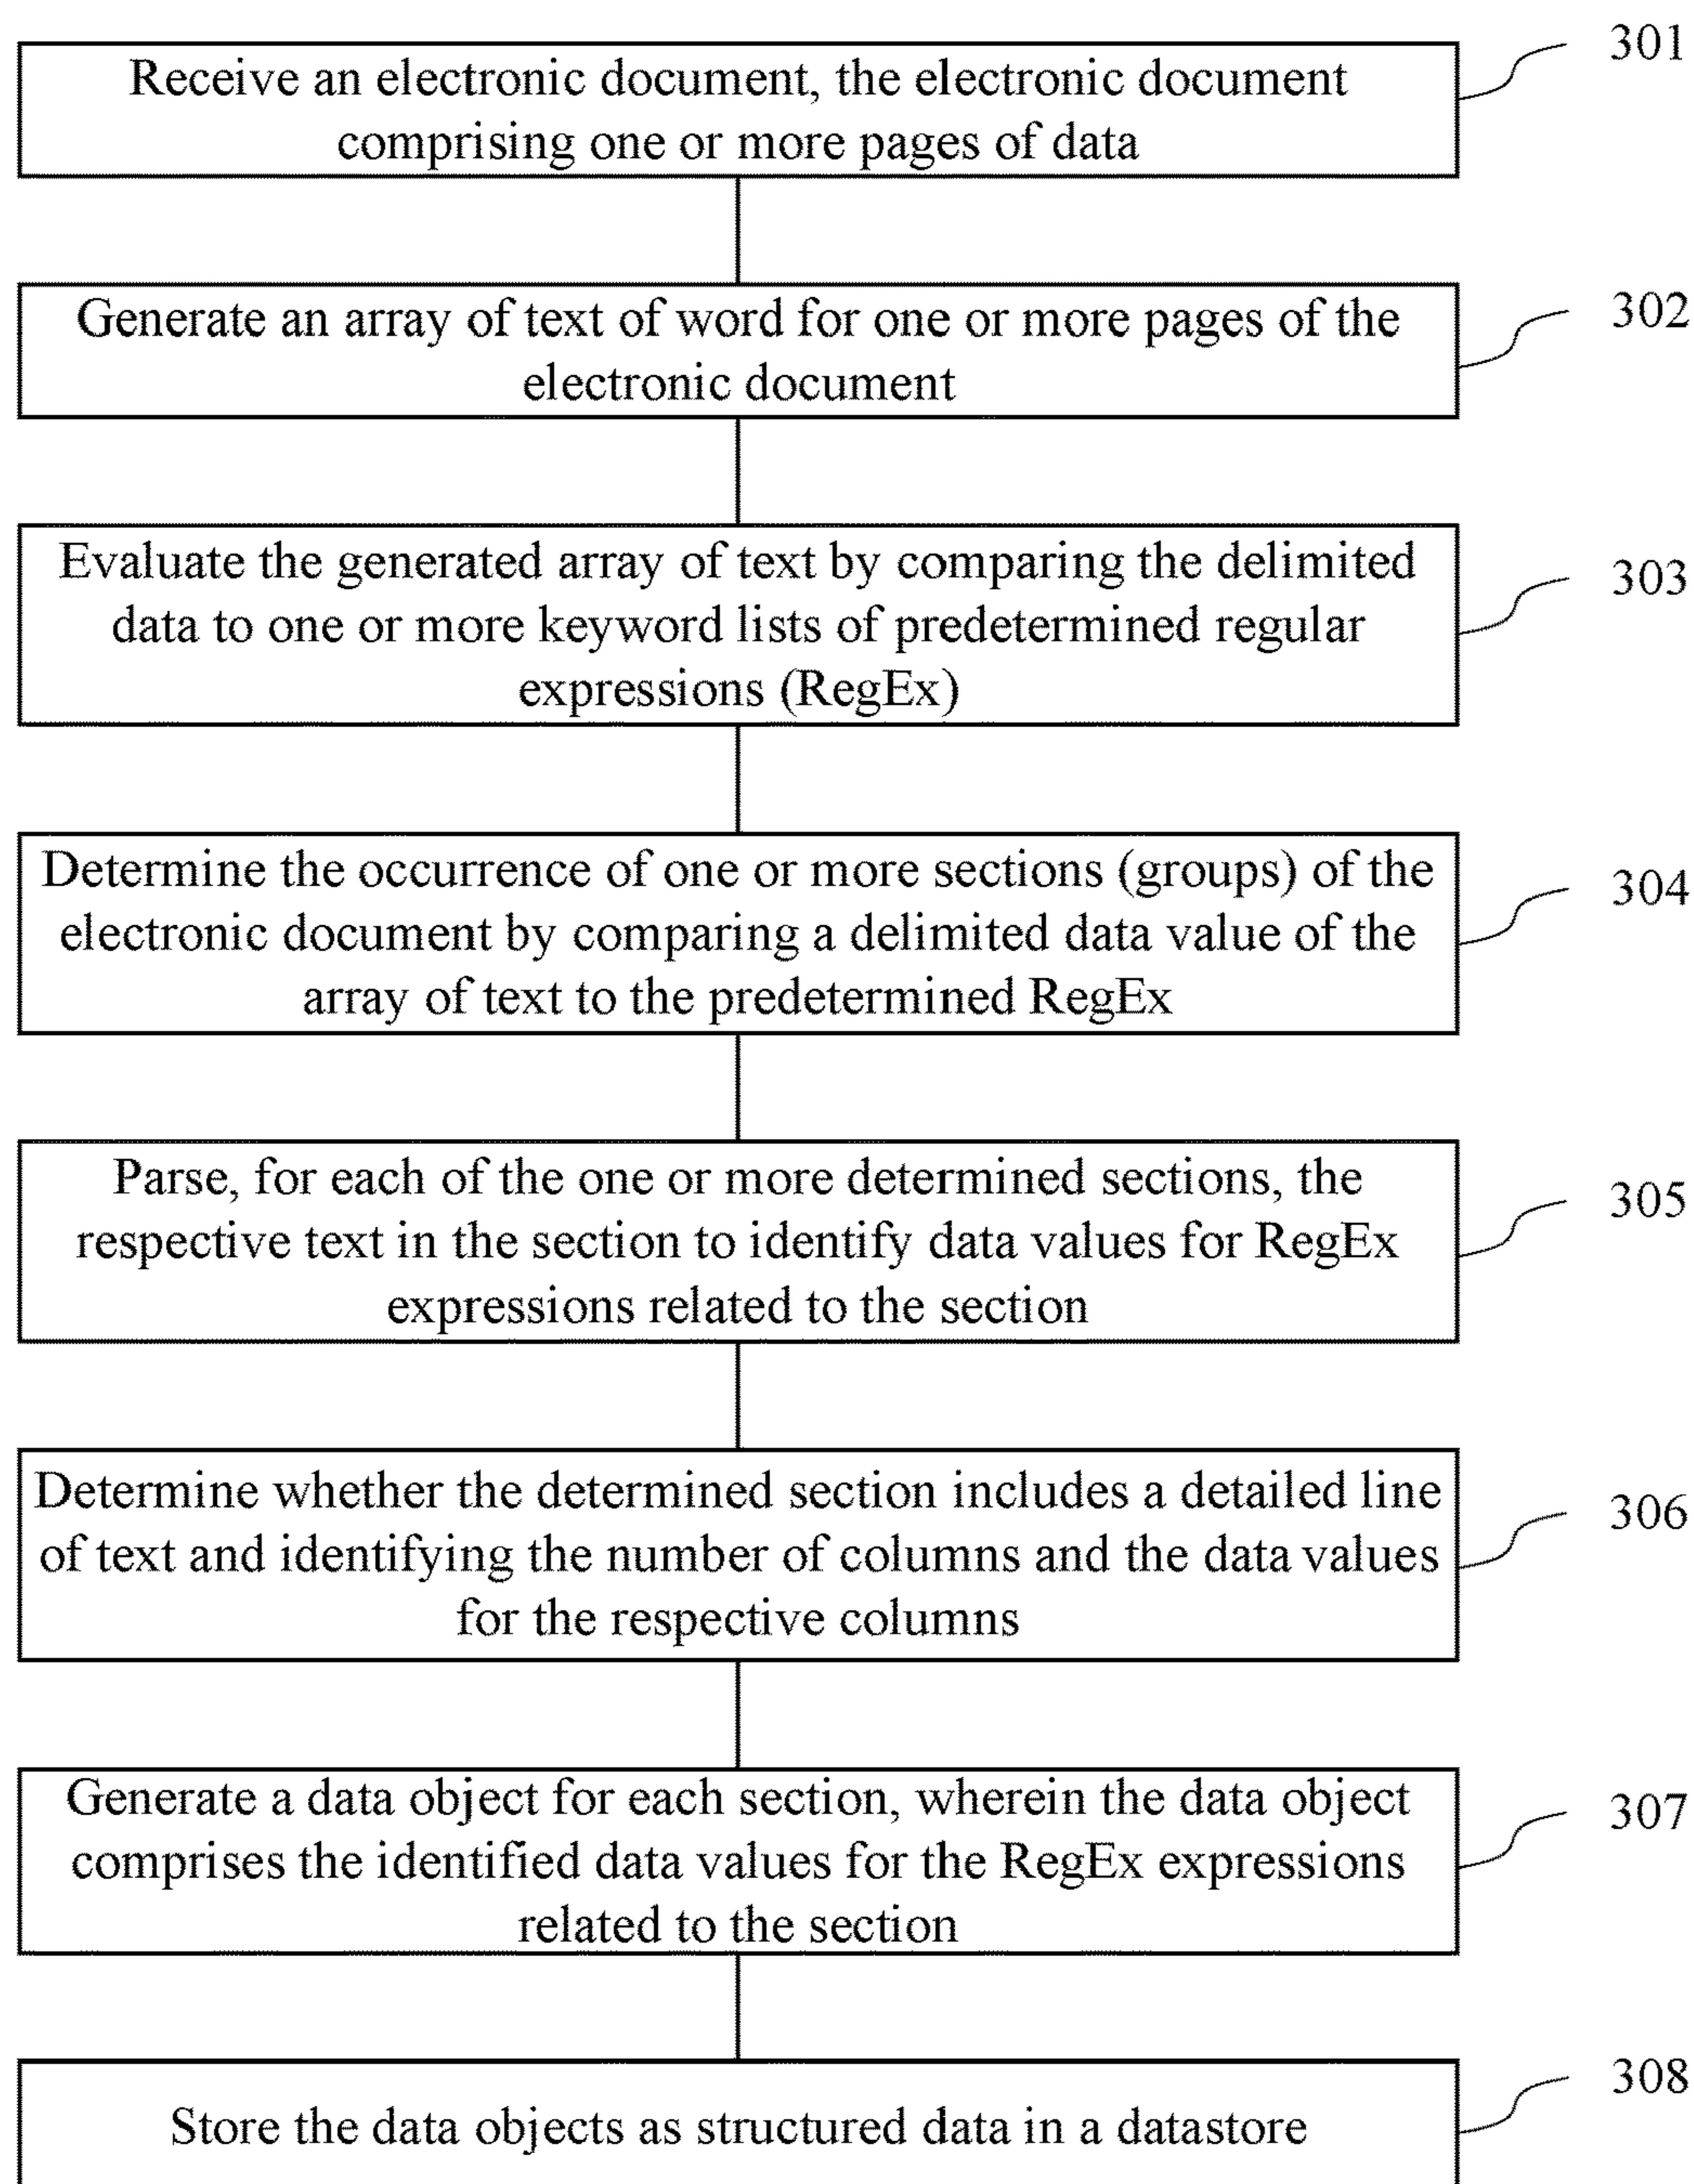 301
Receive an electronic document, the electronic document
comprising one or more pages of data
302
Generate an array of text of word for one or more pages of the
electronic document
303
Evaluate the generated array of text by comparing the delimited
data to one or more keyword lists of predetermined regular
expressions (RegEx)
304
Determine the occurrence of one or more sections (groups) of the
electronic document by comparing a delimited data value of the
array of text to the predetermined RegEx
305
Parse, for each of the one or more determined sections, the
respective text in the section to identify data values for RegEx
expressions related to the section
306
Determine whether the determined section includes a detailed line
of text and identifying the number of columns and the data values
for the respective columns
307
Generate a data object for each section, wherein the data object
comprises the identified data values for the RegEx expressions
related to the section
308
Store the data objects as structured data in a datastore